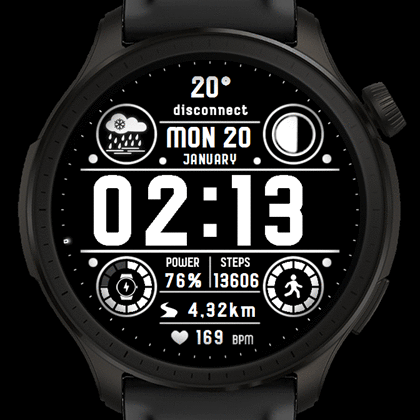 20°
disconnect
MON 20
JANUARY
02:13
POWER STEPS
76% 13606
4,32km
169 BPM